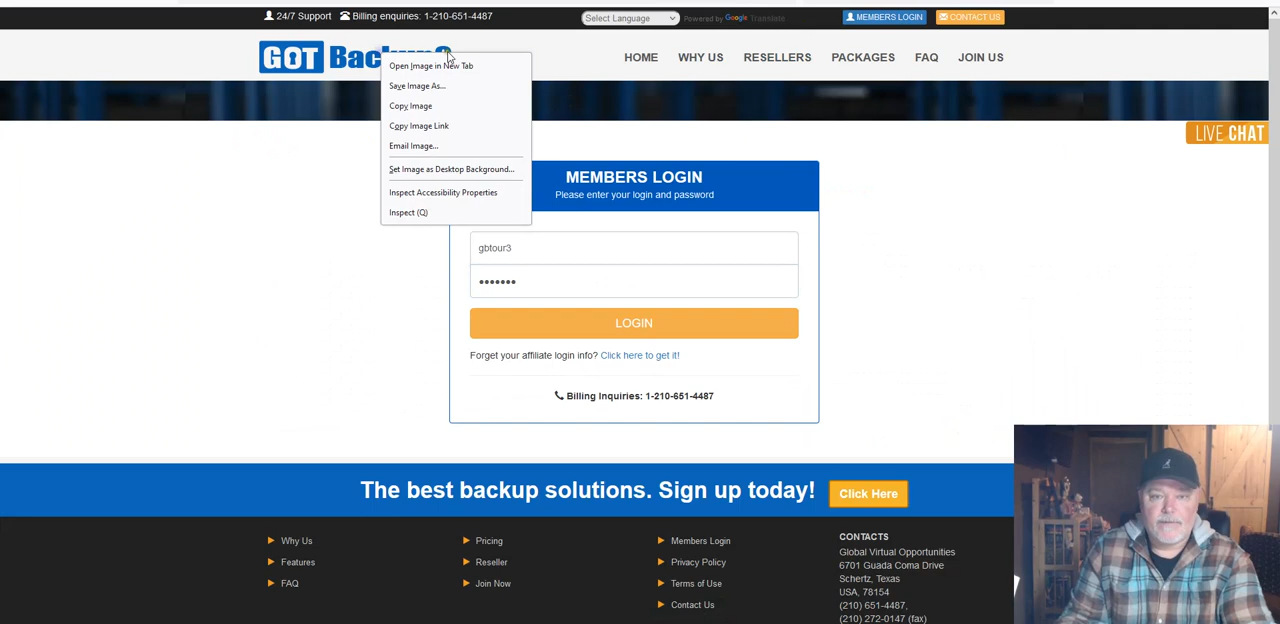 24/7 Support Billing enquiries: 1-210-651-4487
Select Language Powered by Google Translate
MEMBERS LOGIN CONTACT US
GOT Backup?
HOME WHY US RESELLERS PACKAGES FAQ JOIN US
Open Image in New Tab
Save Image As...
Copy Image
Copy Image Link
Email Image...
Set Image as Desktop Background...
Inspect Accessibility Properties
Inspect (Q)
LIVE CHAT
MEMBERS LOGIN
Please enter your login and password
gbtour3
•••••••
LOGIN
Forget your affiliate login info? Click here to get it!
Billing Inquiries: 1-210-651-4487
The best backup solutions. Sign up today! Click Here
Why Us
Features
FAQ
Pricing
Reseller
Join Now
Members Login
Privacy Policy
Terms of Use
Contact Us
CONTACTS
Global Virtual Opportunities
6701 Guada Coma Drive
Schertz, Texas
USA, 78154
(210) 651-4487,
(210) 272-0147 (fax)